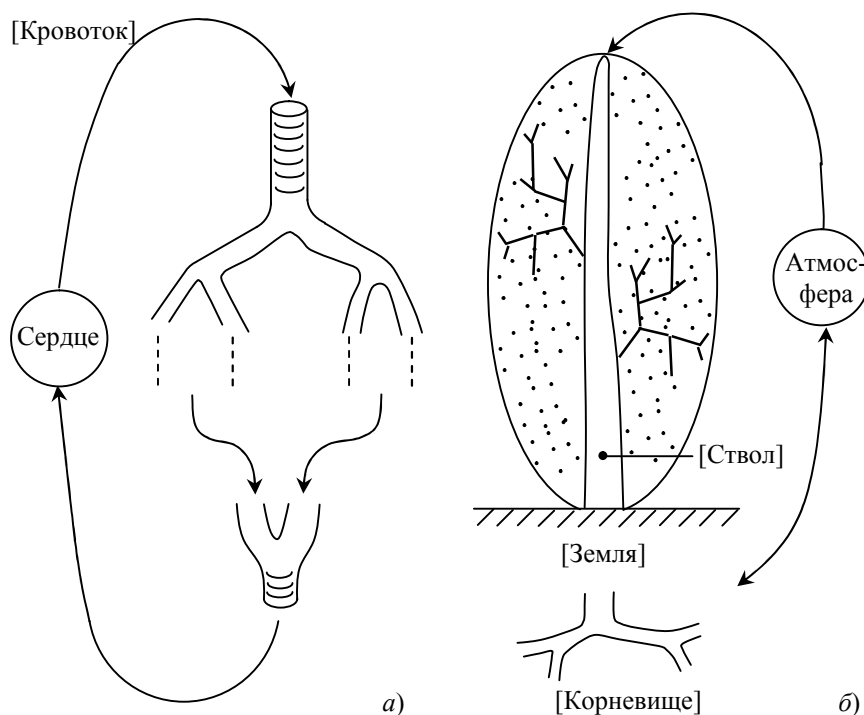 [Кровоток]
Сердце
а)
Атмос-
фера
[Ствол]
[Земля]
[Корневище]
б)